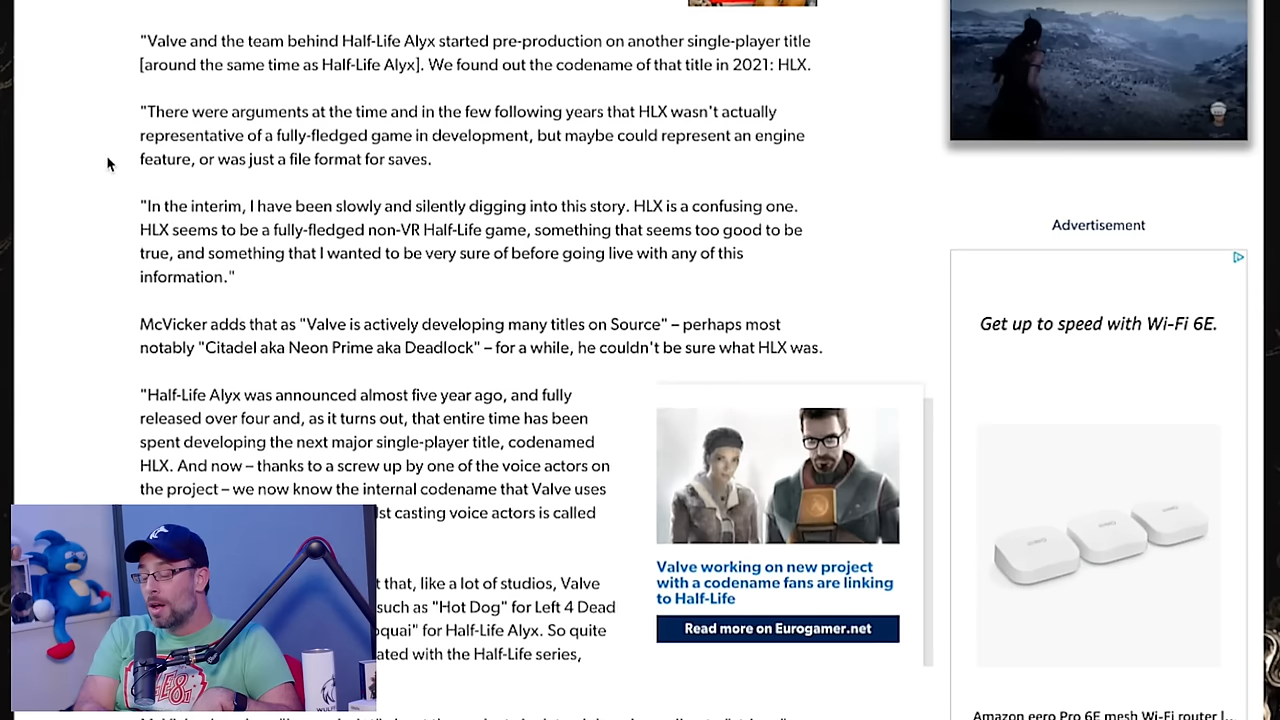 "Valve and the team behind Half-Life Alyx started pre-production on another single-player title
[around the same time as Half-Life Alyx]. We found out the codename of that title in 2021: HLX.
"There were arguments at the time and in the few following years that HLX wasn't actually
representative of a fully-fledged game in development, but maybe could represent an engine
feature, or was just a file format for saves.
"In the interim, I have been slowly and silently digging into this story. HLX is a confusing one.
HLX seems to be a fully-fledged non-VR Half-Life game, something that seems too good to be
true, and something that I wanted to be very sure of before going live with any of this
information."
McVicker adds that as "Valve is actively developing many titles on Source" – perhaps most
notably "Citadel aka Neon Prime aka Deadlock" – for a while, he couldn't be sure what HLX was.
"Half-Life Alyx was announced almost five year ago, and fully
released over four and, as it turns out, that entire time has been
spent developing the next major single-player title, codenamed
HLX. And now – thanks to a screw up by one of the voice actors on
the project – we now know the internal codename that Valve uses
casting voice actors is called
that, like a lot of studios, Valve
such as "Hot Dog" for Left 4 Dead
for Half-Life Alyx. So quite
with the Half-Life series,
Valve working on new project
with a codename fans are linking
to Half-Life
Read more on Eurogamer.net
Advertisement
Get up to speed with Wi-Fi 6E.
Amazon eero Pro 6E mesh Wi-Fi router |...